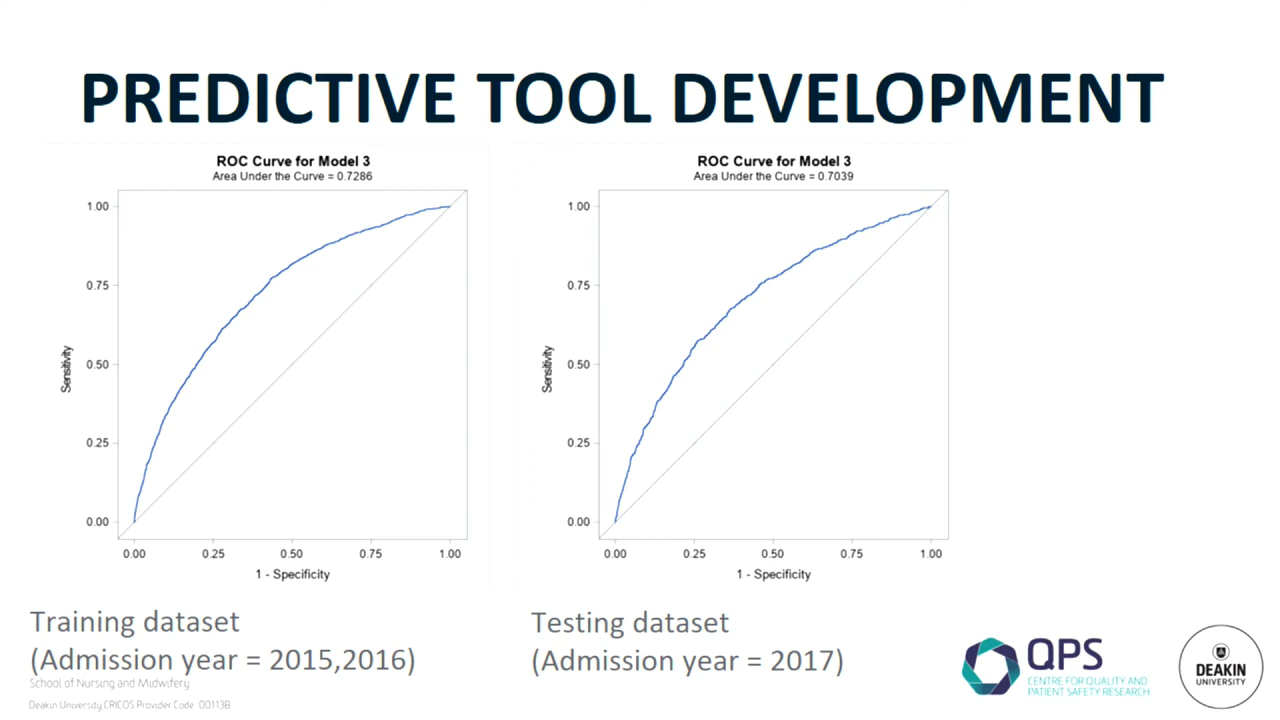 PREDICTIVE TOOL DEVELOPMENT
ROC Curve for Model 3
Area Under the Curve = 0.7286
1.00
0.75
0.50
0.25
0.00
Sensitivity
0.00 0.25 0.50 0.75 1.00
1 - Specificity
ROC Curve for Model 3
Area Under the Curve = 0.7039
1.00
0.75
0.50
0.25
0.00
Sensitivity
0.00 0.25 0.50 0.75 1.00
1 - Specificity
Training dataset
(Admission year = 2015,2016)
Testing dataset
(Admission year = 2017)
School of Nursing and Midwifery
Deakin University CRICOS Provider Code 00113B
QPS
CENTRE FOR QUALITY AND
PATIENT SAFETY RESEARCH
DEAKIN
UNIVERSITY